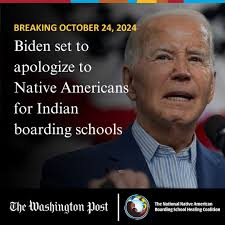 BREAKING OCTOBER 24, 2024
Biden set to
apologize to
Native Americans
for Indian
boarding schools
The Washington Post
The National Native American
Boarding School Healing Coalition